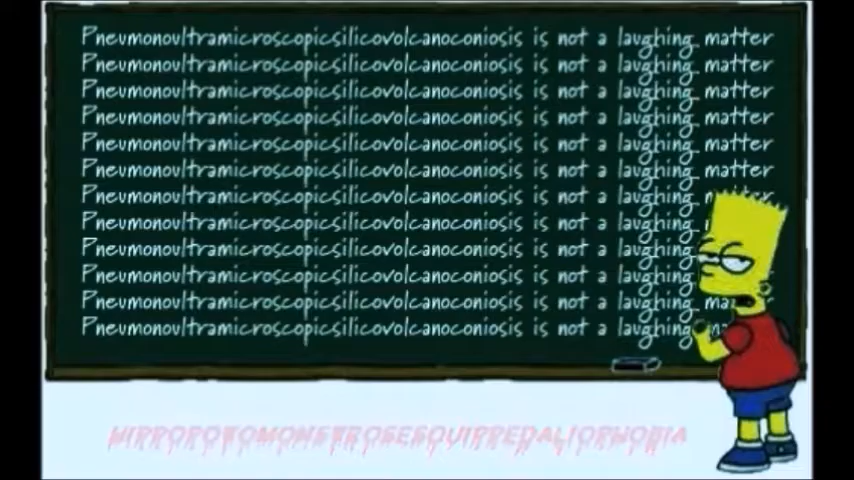 Pneumonoultramicroscopicsilicovolcanoconiosis is not a laughing matter
Pneumonoultramicroscopicsilicovolcanoconiosis is not a laughing matter
Pneumonoultramicroscopicsilicovolcanoconiosis is not a laughing matter
Pneumonoultramicroscopicsilicovolcanoconiosis is not a laughing matter
Pneumonoultramicroscopicsilicovolcanoconiosis is not a laughing matter
Pneumonoultramicroscopicsilicovolcanoconiosis is not a laughing matter
Pneumonoultramicroscopicsilicovolcanoconiosis is not a laughing
Pneumonoultramicroscopicsilicovolcanoconiosis is not a laughing
Pneumonoultramicroscopicsilicovolcanoconiosis is not a laughing
Pneumonoultramicroscopicsilicovolcanoconiosis is not a laughing
Pneumonoultramicroscopicsilicovolcanoconiosis is not a laughing
Pneumonoultramicroscopicsilicovolcanoconiosis is not a laughing
HIPPOPOTOMONSTROSESQUIPPEDALIOPHOBIA